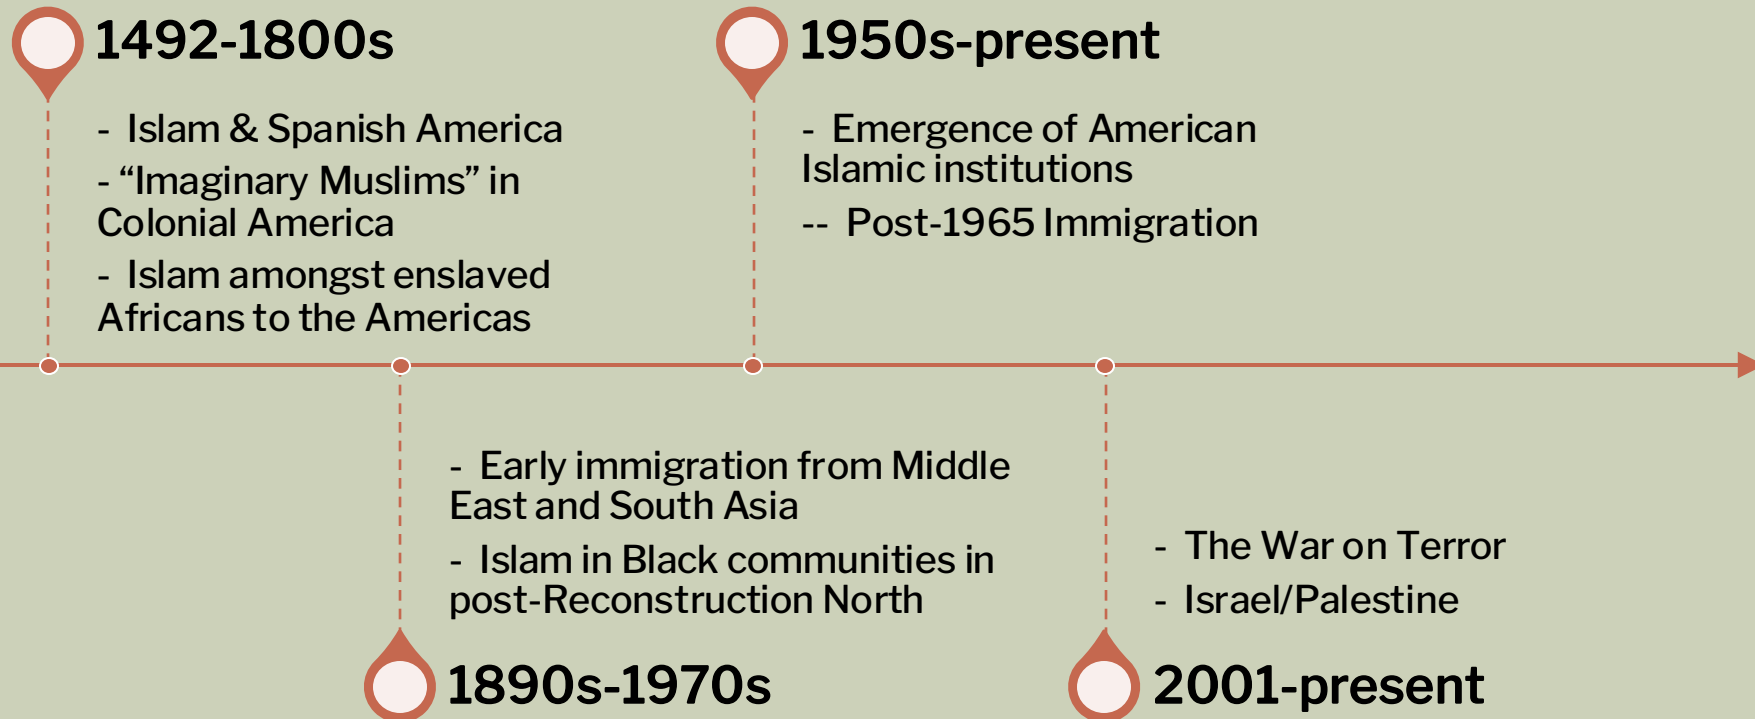 1492-1800s
- Islam & Spanish America
- “Imaginary Muslims” in
Colonial America
- Islam amongst enslaved
Africans to the Americas
1950s-present
- Emergence of American
Islamic institutions
-- Post-1965 Immigration
- Early immigration from Middle
East and South Asia
- Islam in Black communities in
post-Reconstruction North
1890s-1970s
- The War on Terror
- Israel/Palestine
2001-present